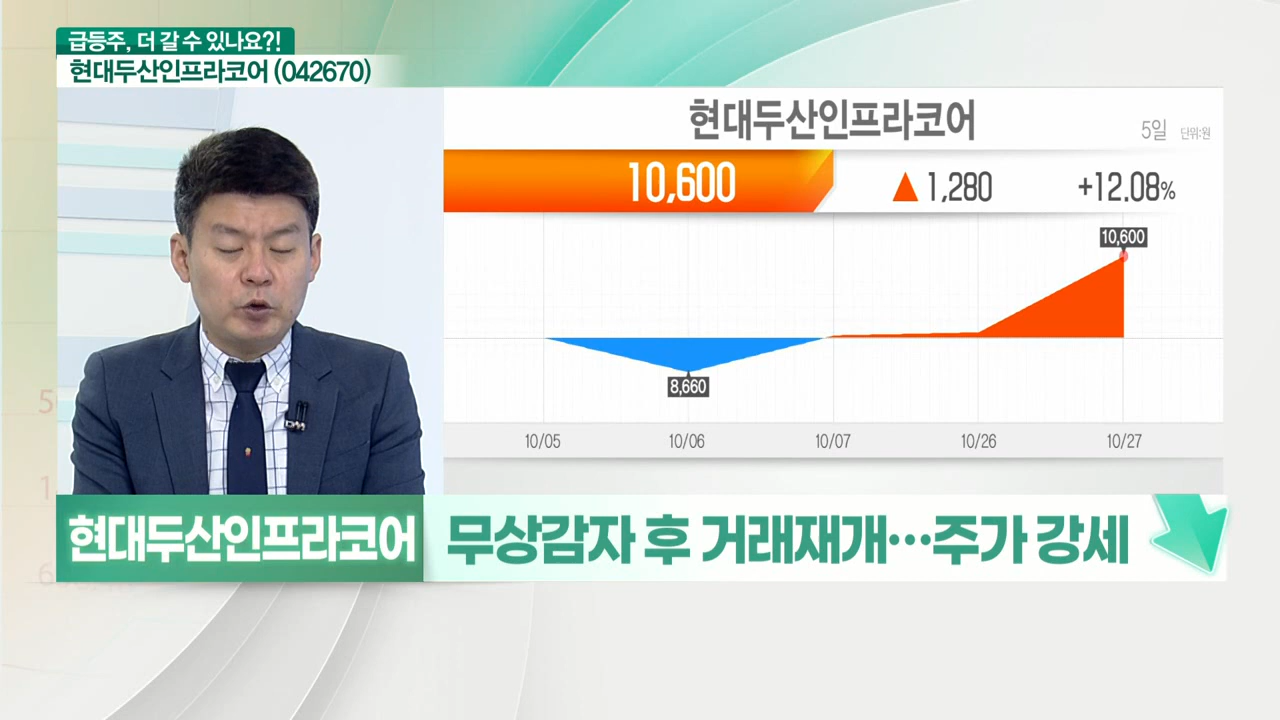 급등주, 더 갈 수 있나요?!
현대두산인프라코어 (042670)
현대두산인프라코어
5일 단위:원
10,600 ▲ 1,280 +12.08%
10,600
8,660
10/05 10/06 10/07 10/26 10/27
현대두산인프라코어 무상감자 후 거래재개…주가 강세